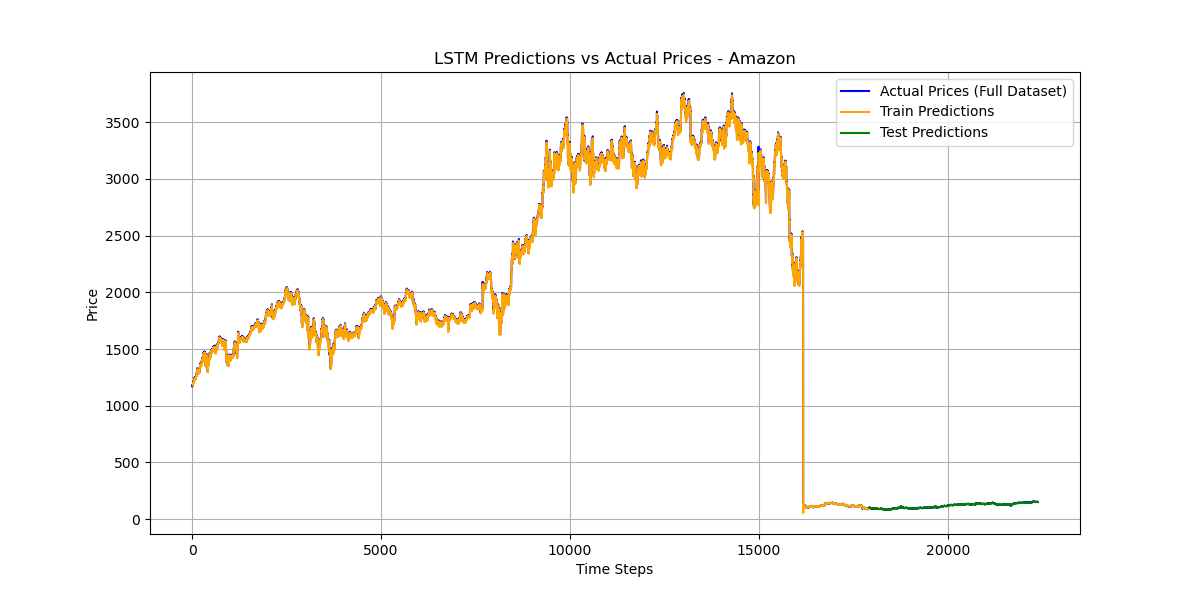 LSTM Predictions vs Actual Prices - Amazon
Actual Prices (Full Dataset)
Train Predictions
Test Predictions
3500
3000
2500
2000
1500
1000
500
0
Price
0 5000 10000 15000 20000
Time Steps